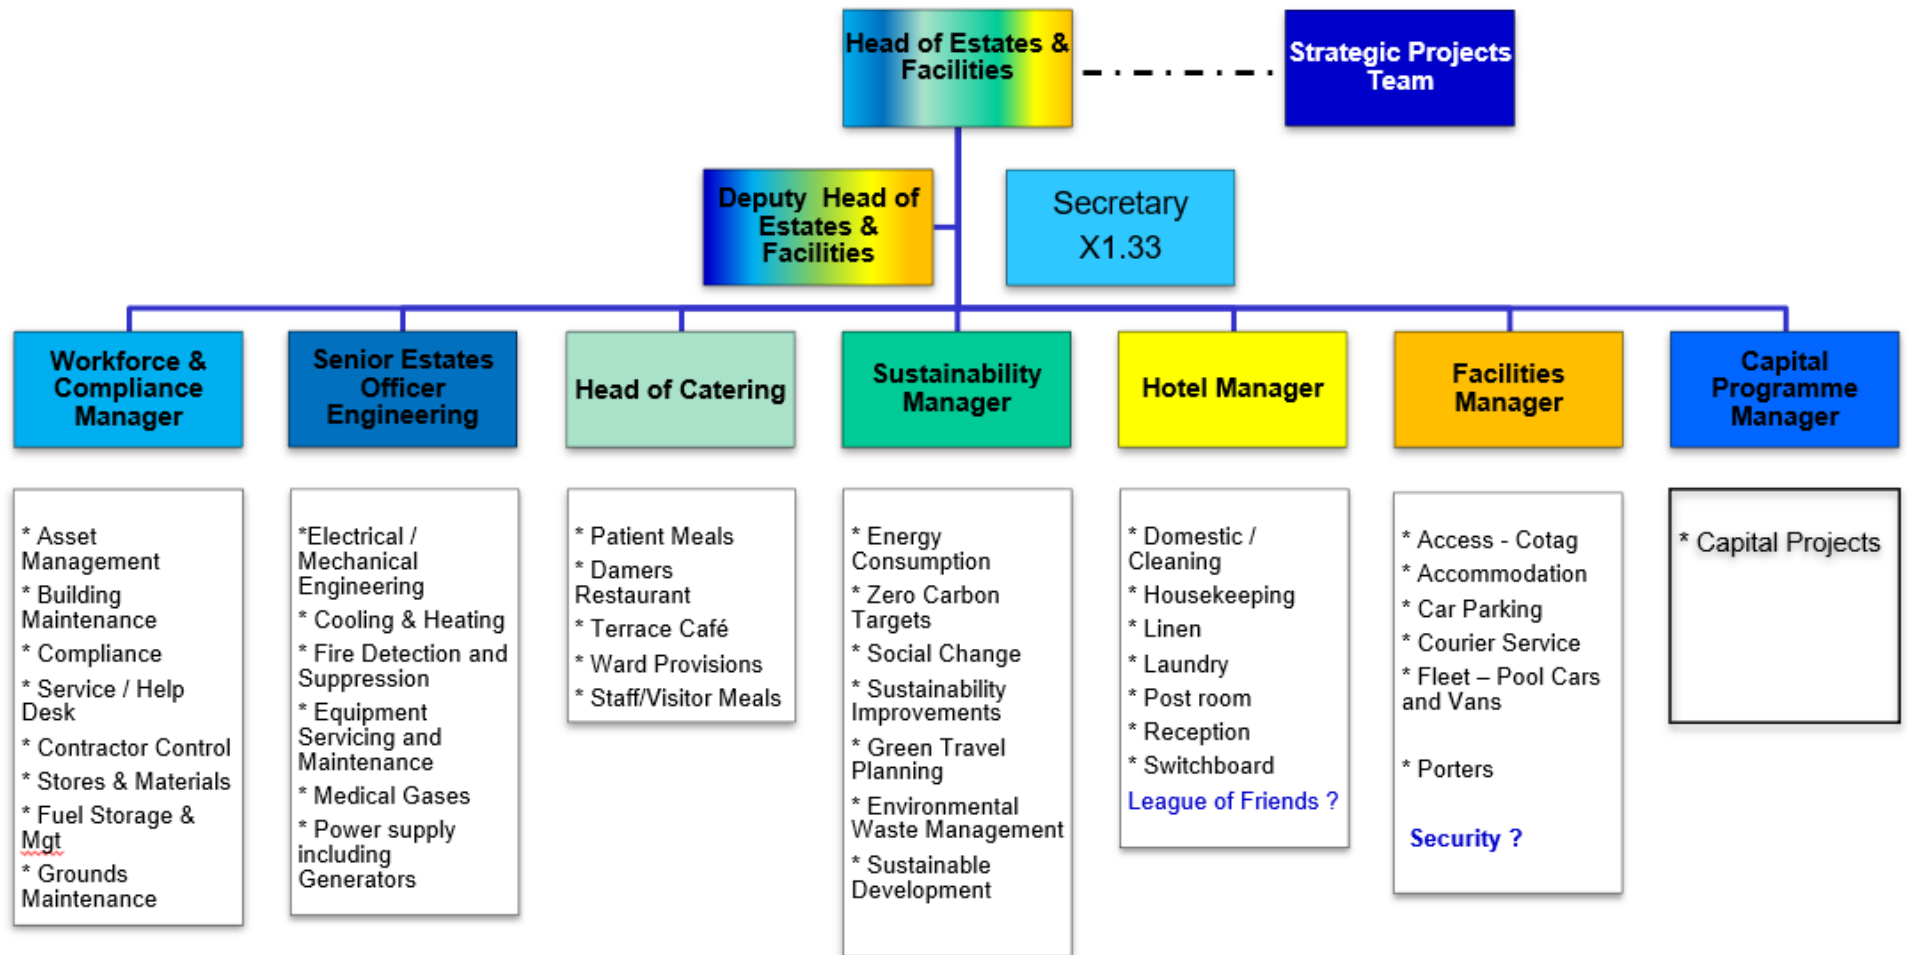 Head of Estates &
Facilities
Strategic Projects
Team
Deputy  Head of
Estates &
Facilities
Secretary
X1.33
Workforce &
Compliance
Manager
Senior Estates
Officer
Engineering
Head of Catering
Sustainability
Manager
Hotel Manager
Facilities
Manager
Capital
Programme
Manager
* Asset
Management
* Building
Maintenance
* Compliance
* Service / Help
Desk
* Contractor Control
* Stores & Materials
* Fuel Storage &
Mgt
* Grounds
Maintenance
*Electrical /
Mechanical
Engineering
* Cooling & Heating
* Fire Detection and
Suppression
* Equipment
Servicing and
Maintenance
* Medical Gases
* Power supply
including
Generators
* Patient Meals
* Damers
Restaurant
* Terrace Café
* Ward Provisions
* Staff/Visitor Meals
* Energy
Consumption
* Zero Carbon
Targets
* Social Change
* Sustainability
Improvements
* Green Travel
Planning
* Environmental
Waste Management
* Sustainable
Development
* Domestic /
Cleaning
* Housekeeping
* Linen
* Laundry
* Post room
* Reception
* Switchboard
League of Friends ?
* Access - Cotag
* Accommodation
* Car Parking
* Courier Service
* Fleet – Pool Cars
and Vans
* Porters
Security ?
* Capital Projects